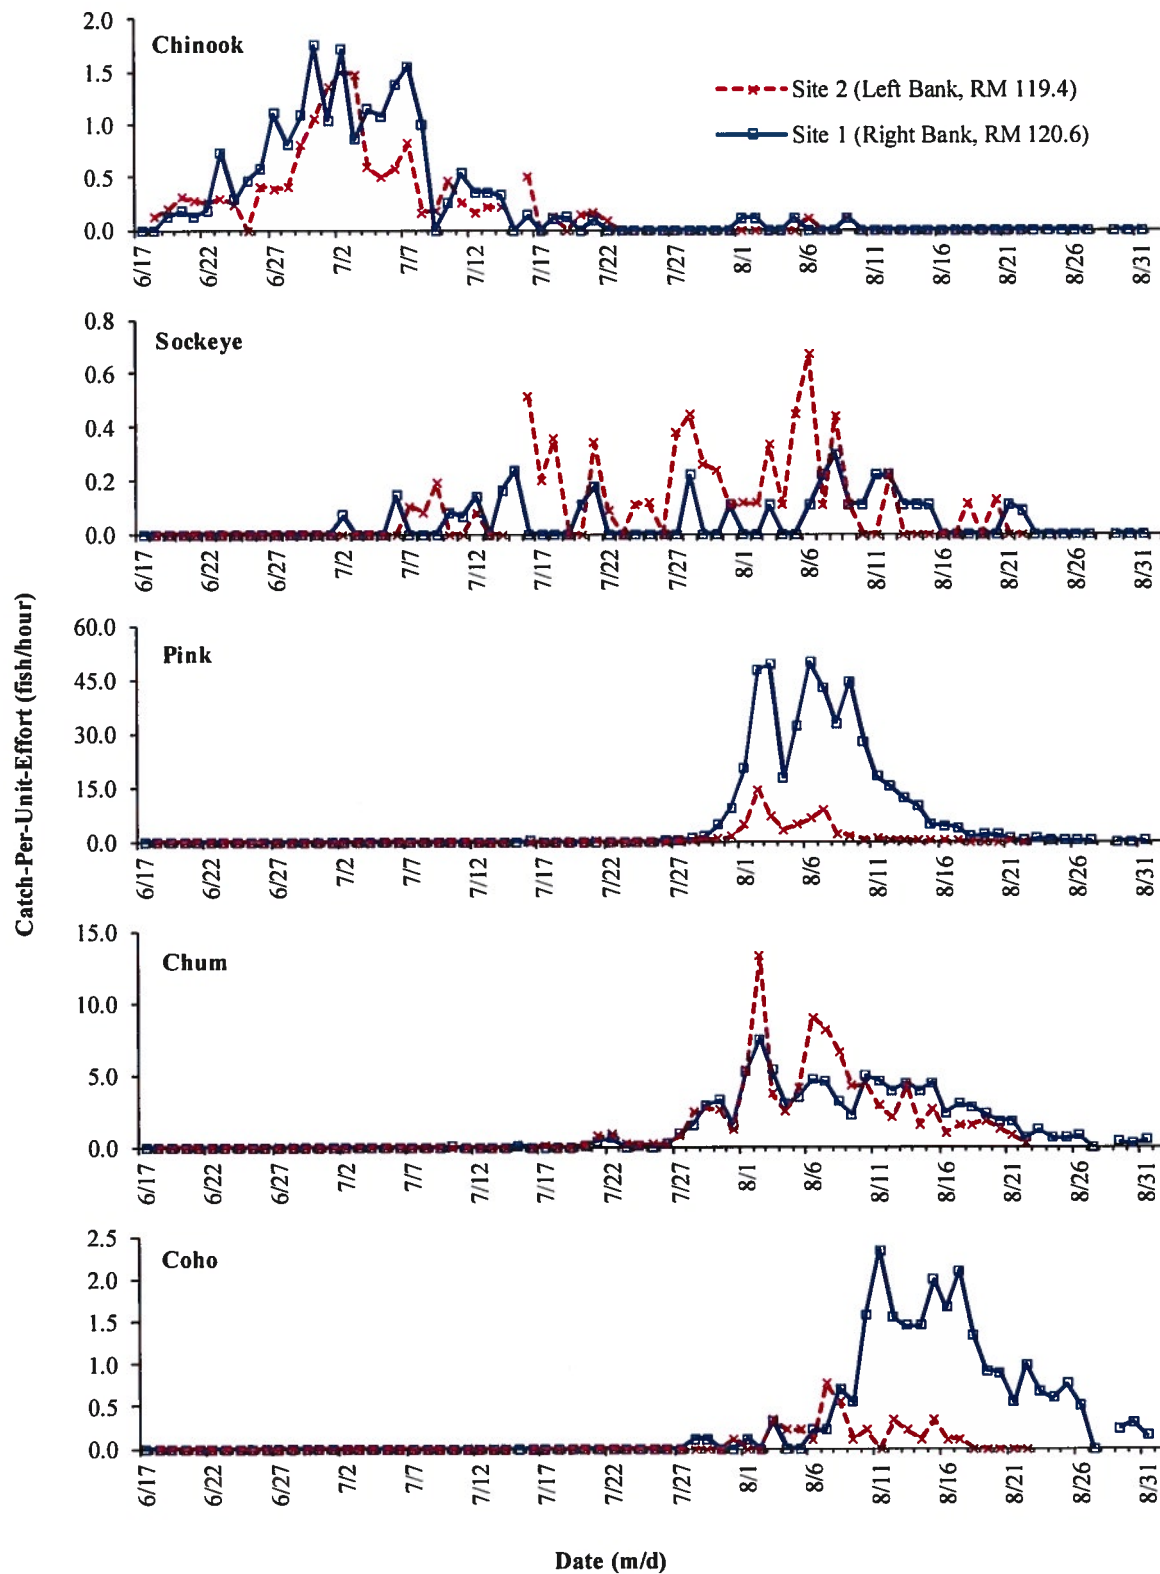 2.0
Chinook
1.5
Site 2 (Left Bank, RM 119.4)
Site 1 (Right Bank, RM 120.6)
1.0
0.5
0.0
6/17 6/22 6/27 7/2 7/7 7/12 7/17 7/22 7/27 8/1 8/6 8/11 8/16 8/21 8/26 8/31
0.8
Sockeye
0.6
0.4
0.2
0.0
6/17 6/22 6/27 7/2 7/7 7/12 7/17 7/22 7/27 8/1 8/6 8/11 8/16 8/21 8/26 8/31
Catch-Per-Unit-Effort (fish/hour)
60.0
Pink
45.0
30.0
15.0
0.0
6/17 6/22 6/27 7/2 7/7 7/12 7/17 7/22 7/27 8/1 8/6 8/11 8/16 8/21 8/26 8/31
15.0
Chum
10.0
5.0
0.0
6/17 6/22 6/27 7/2 7/7 7/12 7/17 7/22 7/27 8/1 8/6 8/11 8/16 8/21 8/26 8/31
2.5
Coho
2.0
1.5
1.0
0.5
0.0
6/17 6/22 6/27 7/2 7/7 7/12 7/17 7/22 7/27 8/1 8/6 8/11 8/16 8/21 8/26 8/31
Date (m/d)